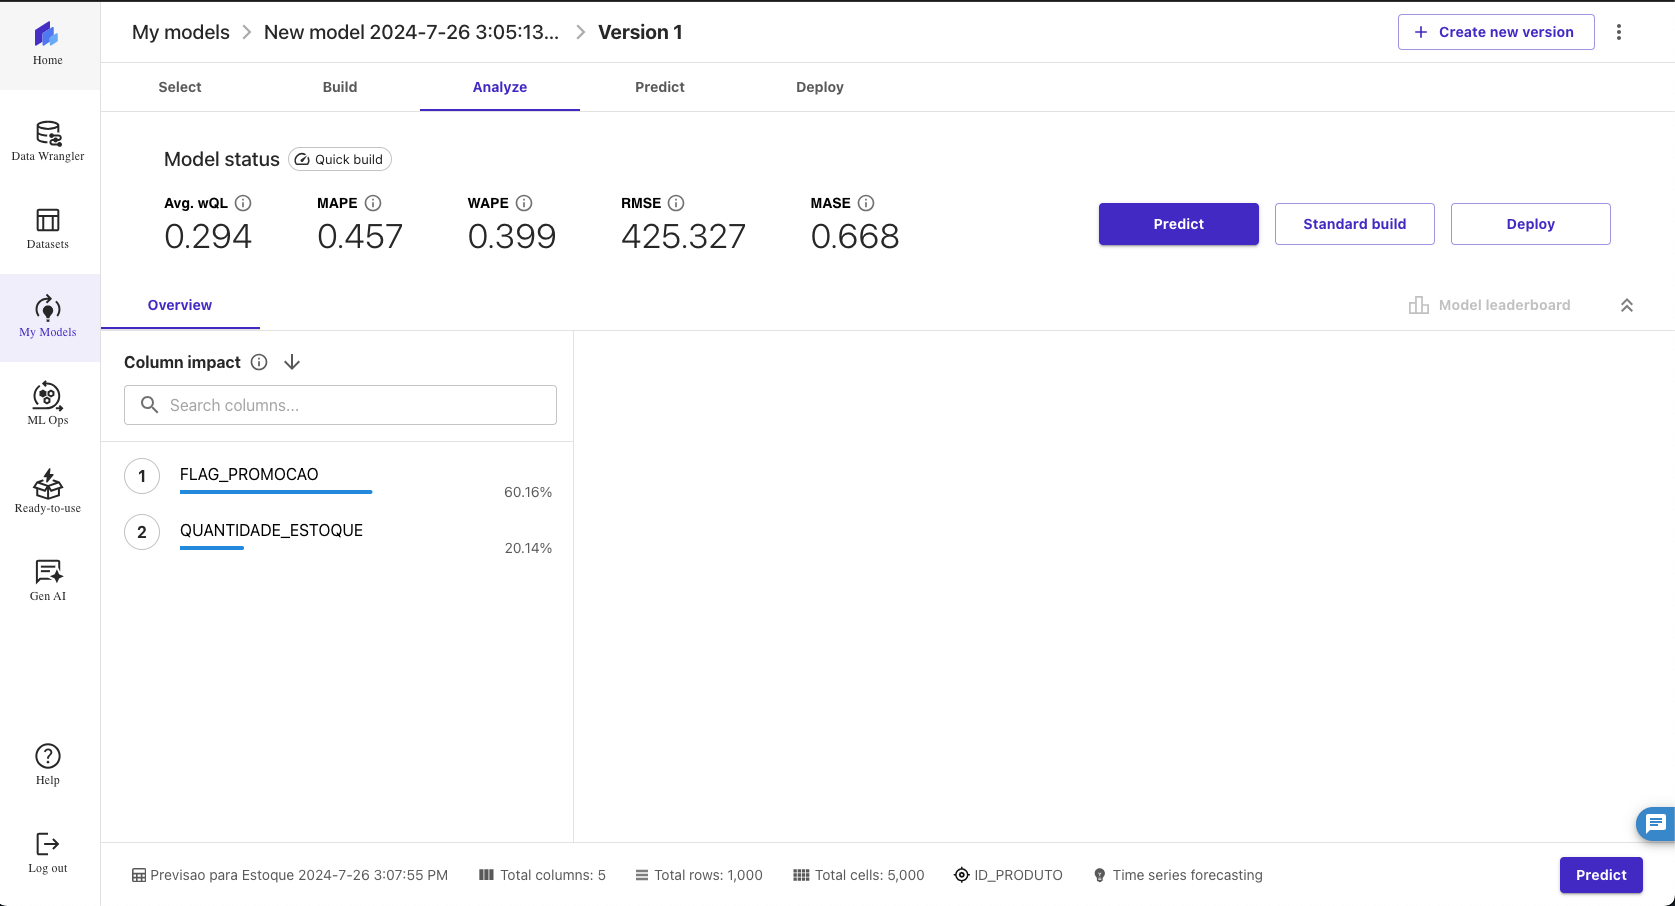 Home
Data Wrangler
Datasets
My Models
ML Ops
Ready-to-use
Gen AI
Help
Log out
My models > New model 2024-7-26 3:05:13... > Version 1
+ Create new version
Select Build Analyze Predict Deploy
Model status Quick build
Avg. wQL MAPE WAPE RMSE MASE
0.294 0.457 0.399 425.327 0.668
Predict Standard build Deploy
Overview
Model leaderboard
Column impact
Search columns...
1 FLAG_PROMOCAO 60.16%
2 QUANTIDADE_ESTOQUE 20.14%
Previsao para Estoque 2024-7-26 3:07:55 PM Total columns: 5 Total rows: 1,000 Total cells: 5,000 ID_PRODUTO Time series forecasting
Predict